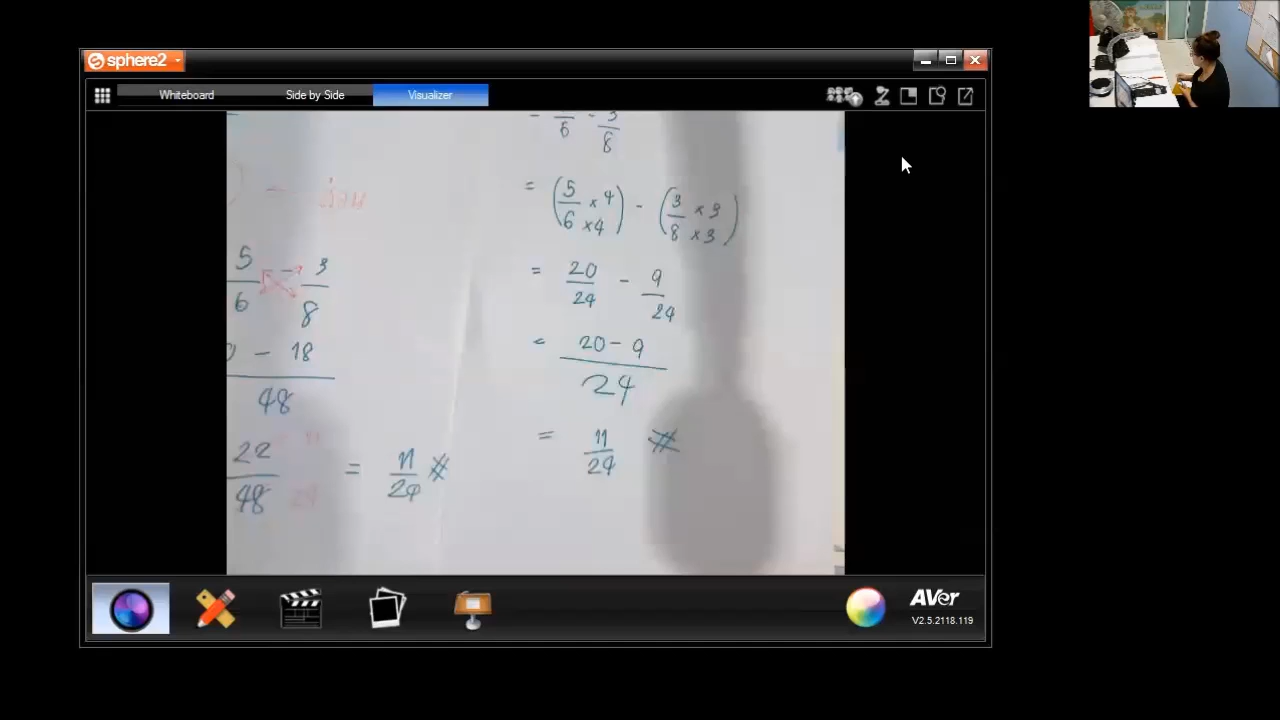 sphere2
Whiteboard
Side by Side
Visualizer
5/6 - 3/8
- 18
48
22/48 = 11/24 #
= (5/6 ×4 ×4) - (3/8 ×3 ×3)
= 20/24 - 9/24
= 20 - 9 / 24
= 11/24 #
AVer
V2.5.2118.119